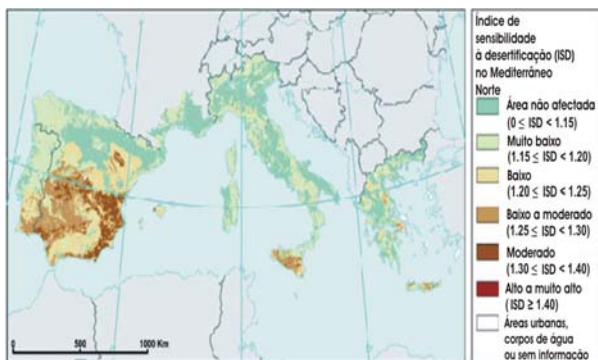 Índice de
sensibilidade
à desertificação (ISD)
no Mediterrâneo
Norte
Área não afectada
(0 ≤ ISD < 1.15)
Muito baixo
(1.15 ≤ ISD < 1.20)
Baixo
(1.20 ≤ ISD < 1.25)
Baixo a moderado
(1.25 ≤ ISD < 1.30)
Moderado
(1.30 ≤ ISD < 1.40)
Alto a muito alto
(ISD ≥ 1.40)
Áreas urbanas,
corpos de água
ou sem informação
0 500 1000 Km